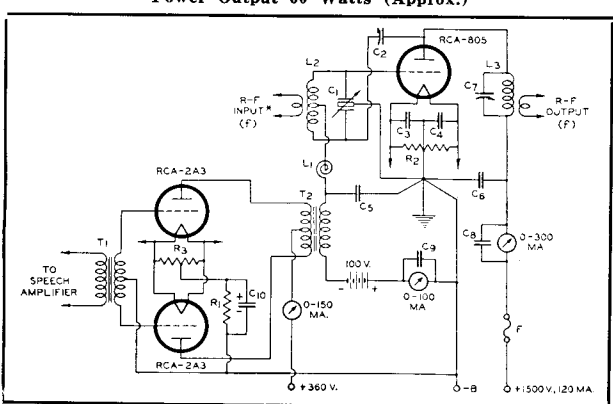 Power Output 60 Watts (Approx.)
C2
RCA-805
L2
L3
C7
R-F
INPUT*
(f)
C1
C3
C4
R-F
OUTPUT
(f)
R2
L1
RCA-2A3
T2
C5
C6
C8
0-300
MA
T1
R3
100 V.
C9
TO
SPEECH
AMPLIFIER
R1
C10
0-150
MA.
0-100
MA
F
RCA-2A3
+360 V.
-B
+1500 V., 120 MA.